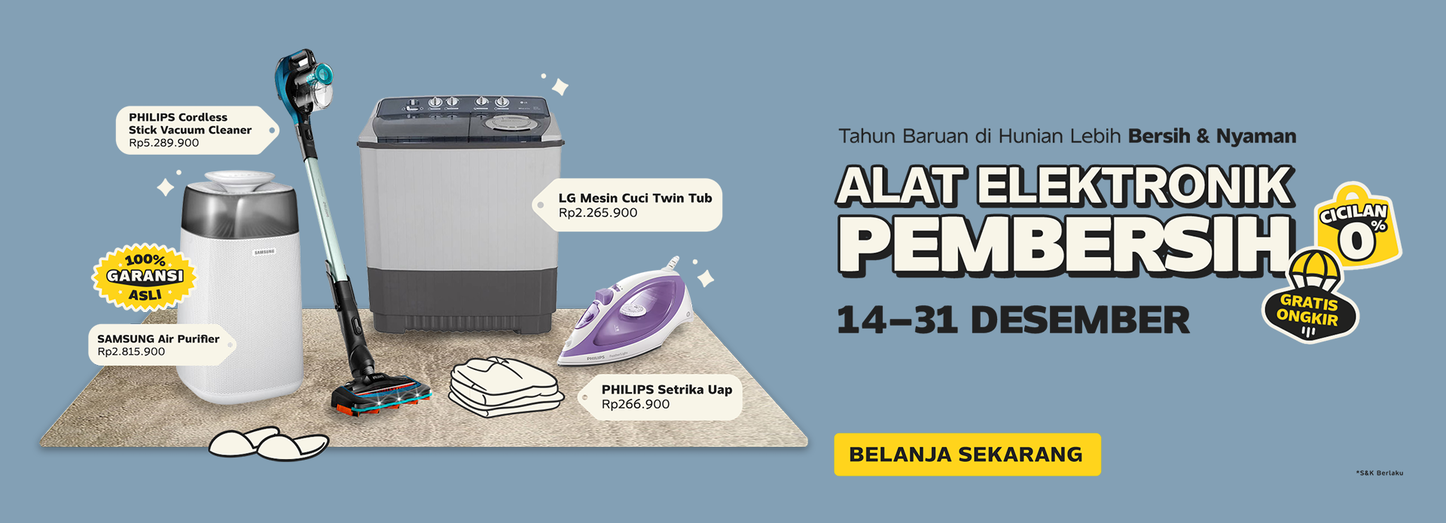 PHILIPS Cordless
Stick Vacuum Cleaner
Rp5.289.900
SAMSUNG
100%
GARANSI
ASLI
SAMSUNG Air Purifier
Rp2.815.900
LG Mesin Cuci Twin Tub
Rp2.265.900
PHILIPS
PHILIPS Setrika Uap
Rp266.900
Tahun Baruan di Hunian Lebih Bersih & Nyaman
ALAT ELEKTRONIK
PEMBERSIH
14–31 DESEMBER
CICILAN
0%
GRATIS
ONGKIR
BELANJA SEKARANG
*S&K Berlaku